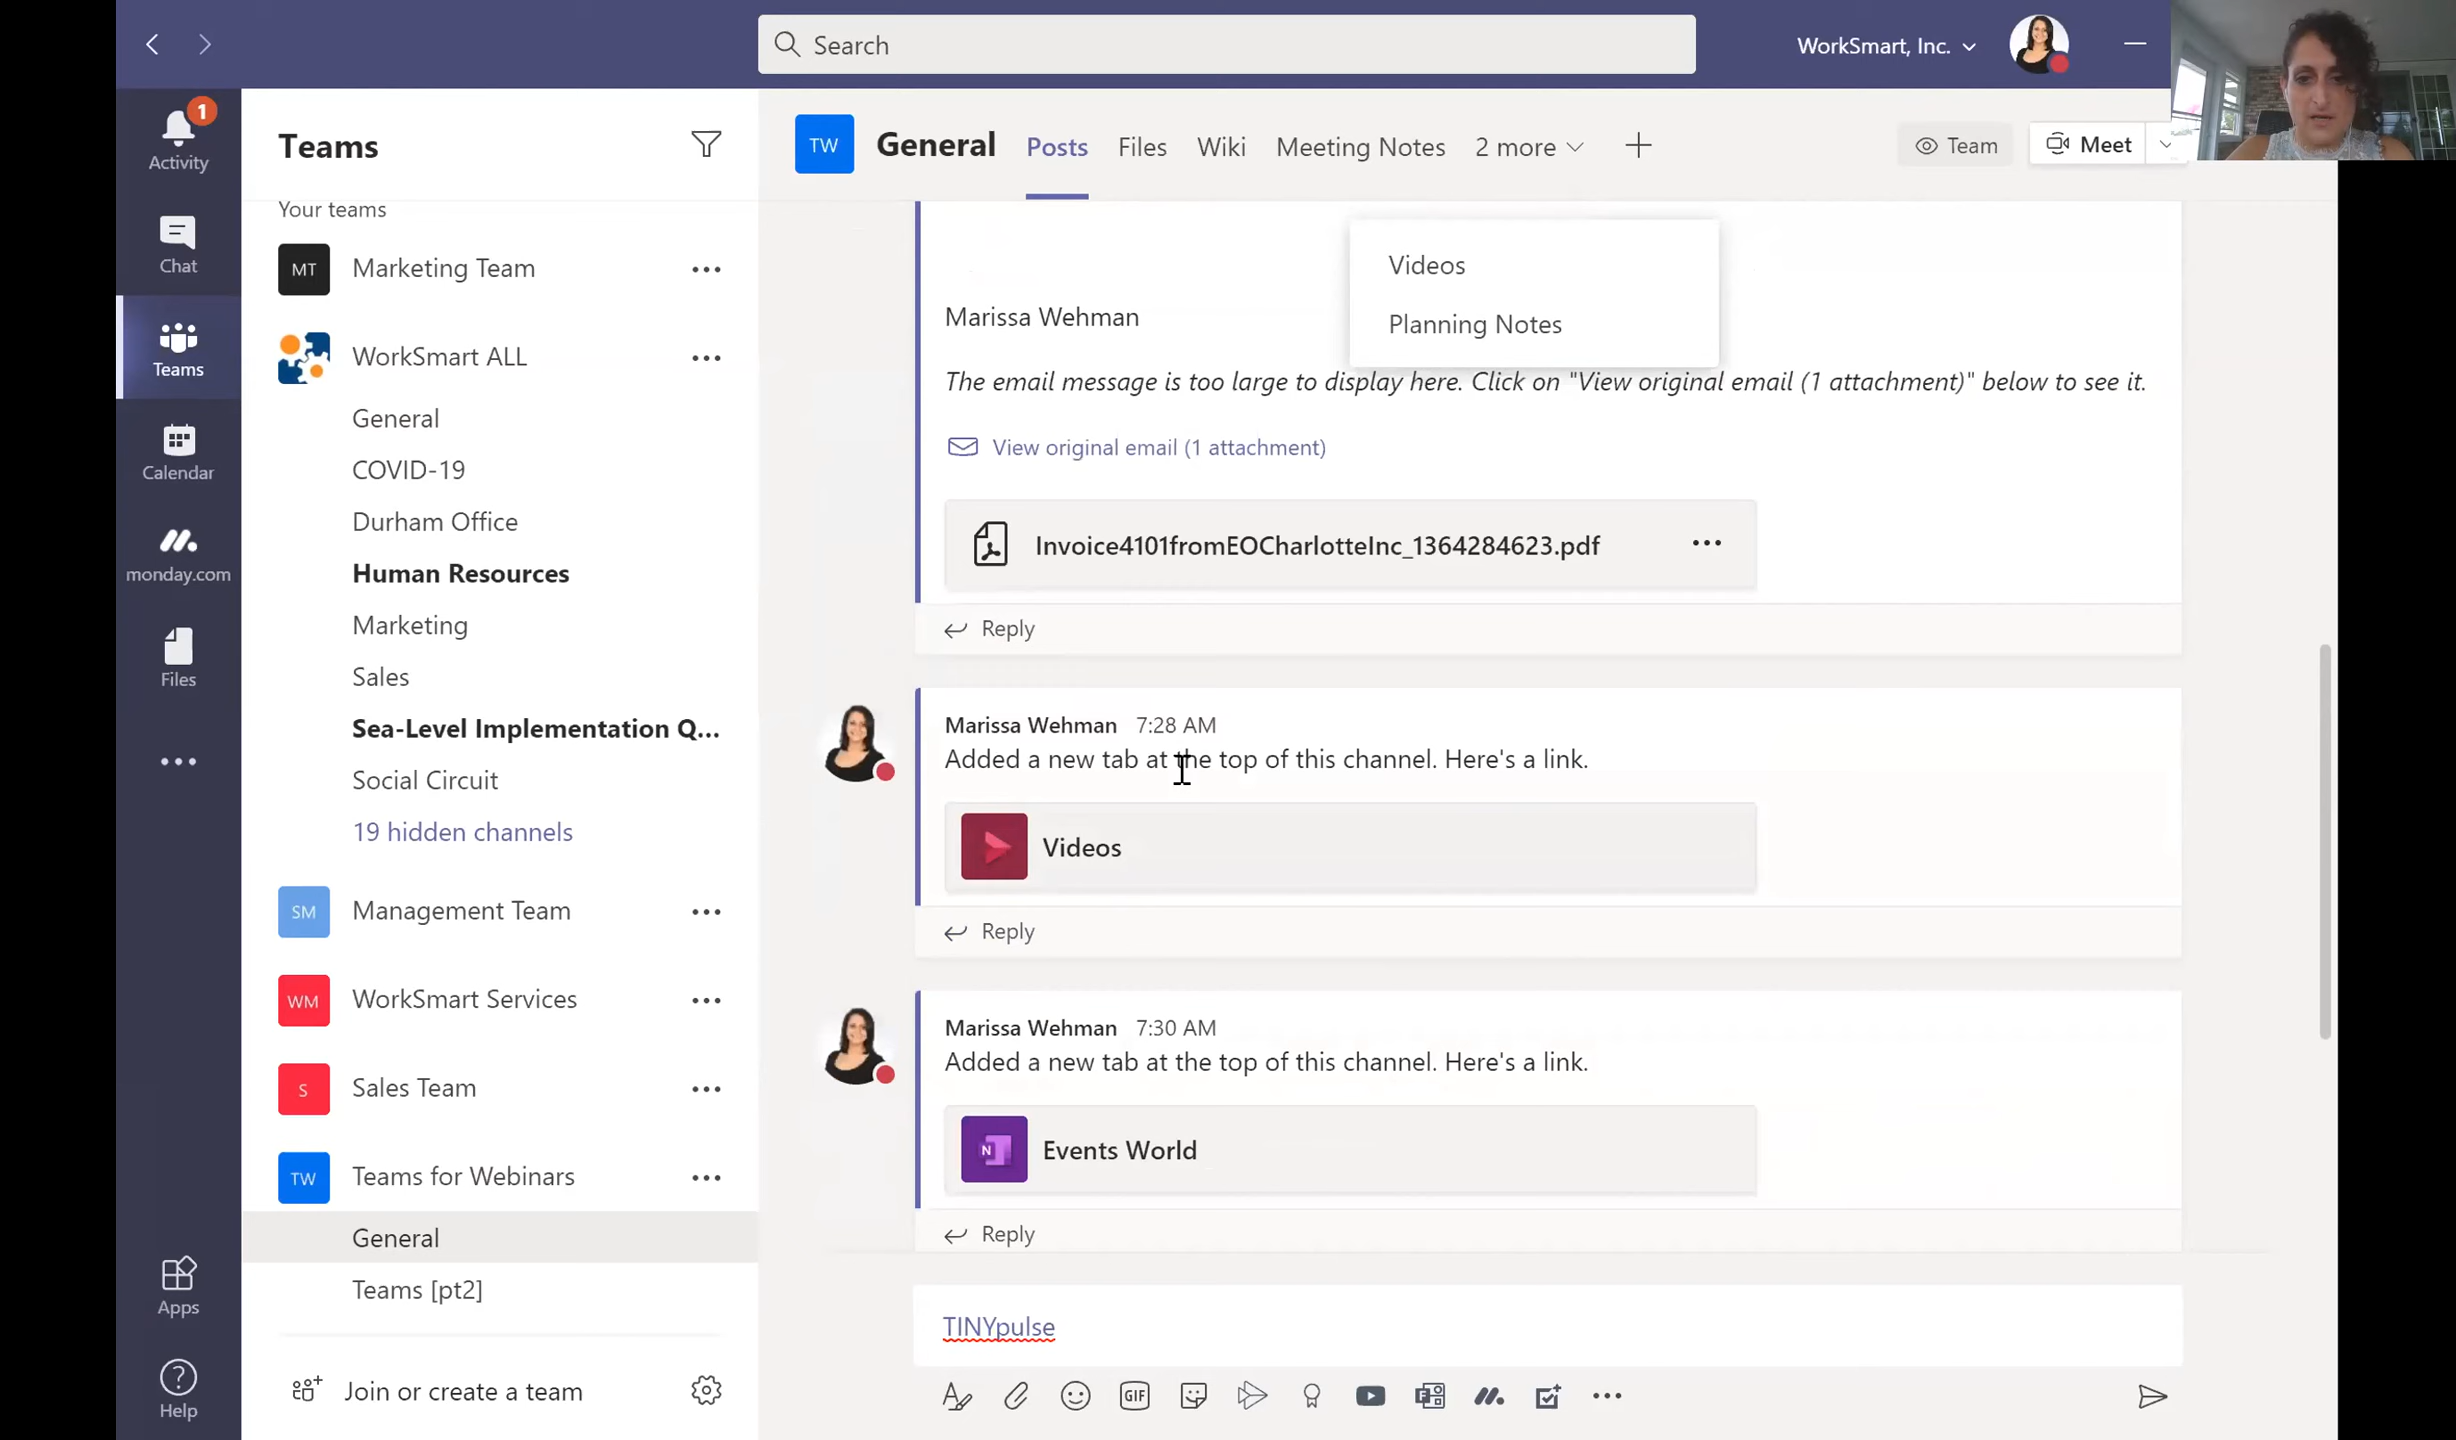 Search
WorkSmart, Inc.
1
Activity
Chat
Teams
Calendar
monday.com
Files
Apps
Help
Teams
Your teams
MT
Marketing Team
WorkSmart ALL
General
COVID-19
Durham Office
Human Resources
Marketing
Sales
Sea-Level Implementation Q...
Social Circuit
19 hidden channels
SM
Management Team
WM
WorkSmart Services
S
Sales Team
TW
Teams for Webinars
General
Teams [pt2]
Join or create a team
TW
General
Posts
Files
Wiki
Meeting Notes
2 more
Team
Meet
Videos
Planning Notes
Marissa Wehman
The email message is too large to display here. Click on "View original email (1 attachment)" below to see it.
View original email (1 attachment)
Invoice4101fromEOCharlotteInc_1364284623.pdf
Reply
Marissa Wehman 7:28 AM
Added a new tab at the top of this channel. Here's a link.
Videos
Reply
Marissa Wehman 7:30 AM
Added a new tab at the top of this channel. Here's a link.
N
Events World
Reply
TINYpulse
GIF